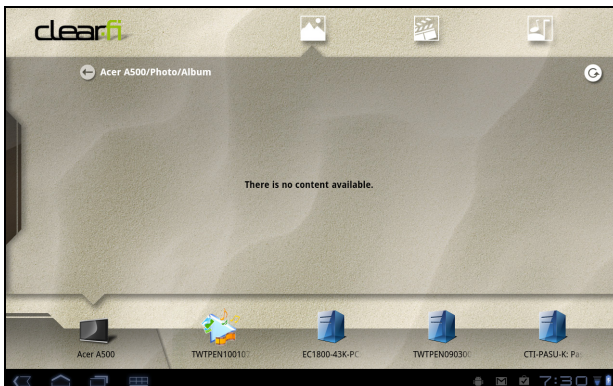 clearfi
Acer A500/Photo/Album
There is no content available.
Acer A500
TWTPEN100107
EC1800-43K-PC
TWTPEN090300
CTI-PASU-K: Pa
7:30